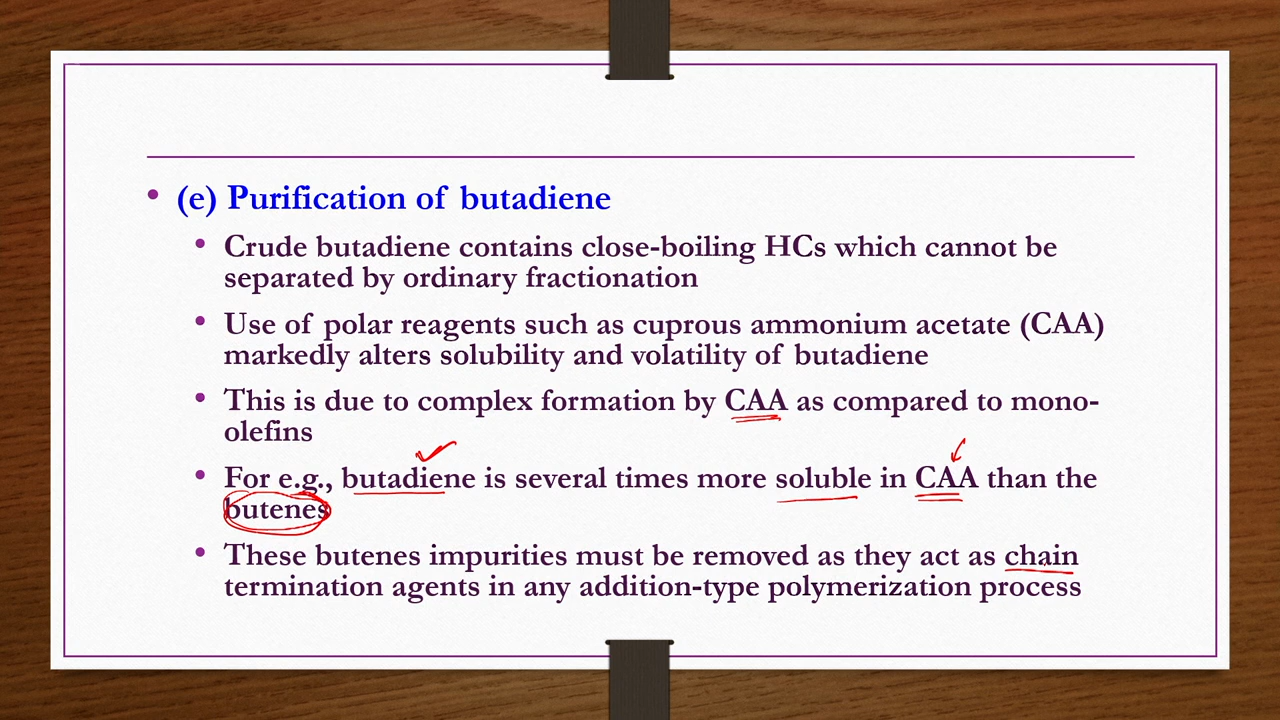 • (e) Purification of butadiene
• Crude butadiene contains close-boiling HCs which cannot be
separated by ordinary fractionation
• Use of polar reagents such as cuprous ammonium acetate (CAA)
markedly alters solubility and volatility of butadiene
• This is due to complex formation by CAA as compared to mono-
olefins
• For e.g., butadiene is several times more soluble in CAA than the
butenes
• These butenes impurities must be removed as they act as chain
termination agents in any addition-type polymerization process